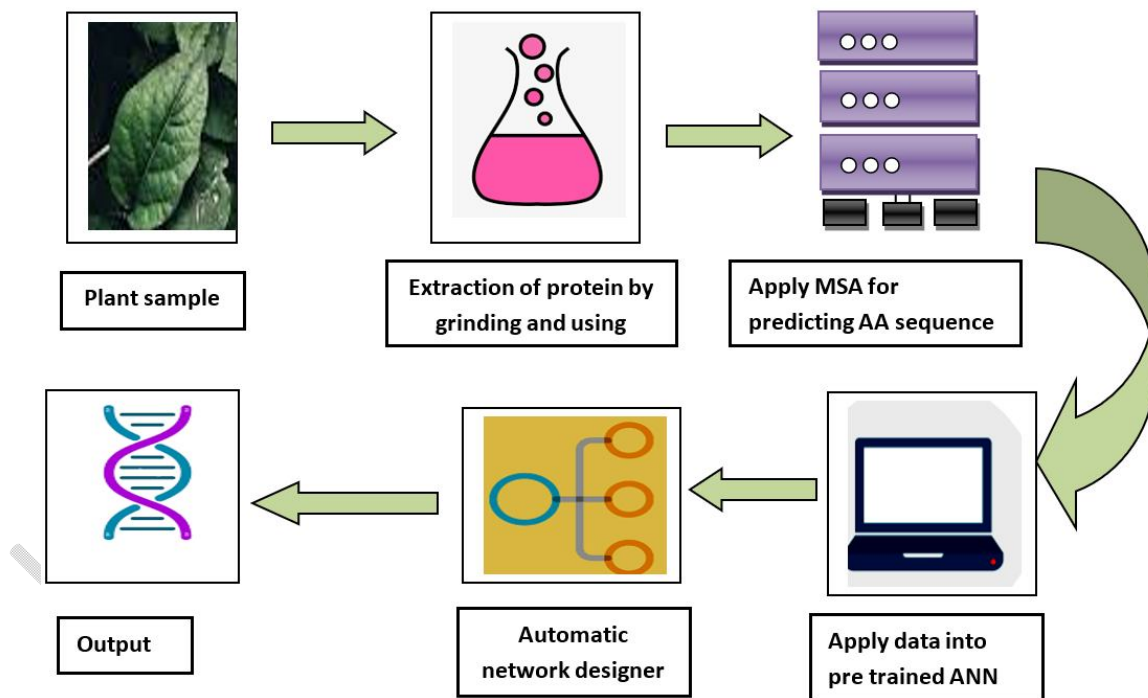 Plant sample
Extraction of protein by
grinding and using
Apply MSA for
predicting AA sequence
Output
Automatic
network designer
Apply data into
pre trained ANN